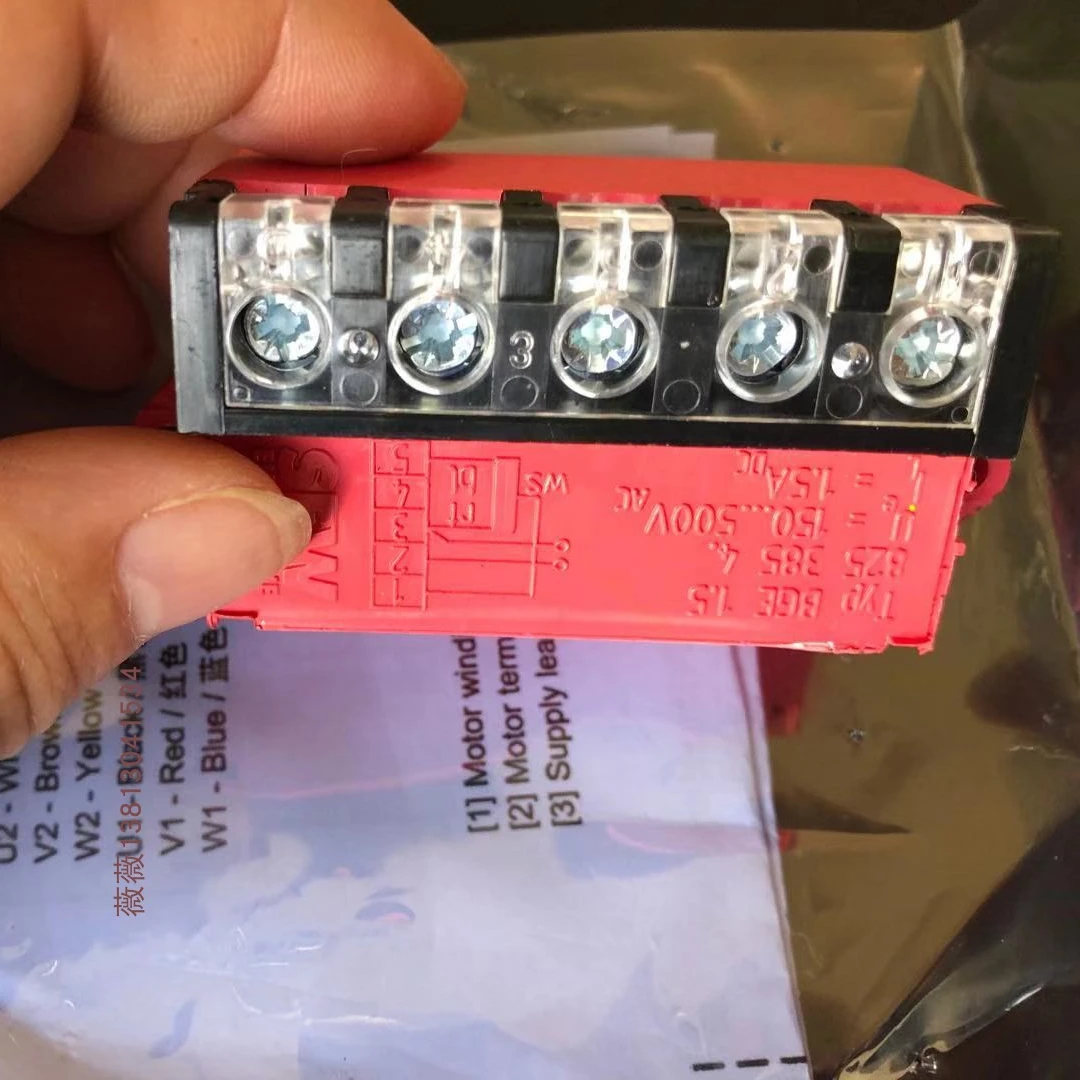 Typ BGE 1.5
825 385 4.
U = 150...500V AC
I e = 1.5A DC
WS
rt
bl
1
2
3
4
5
3
V2 - Brow
W2 - Yellow
U1 - Black
V1 - Red / 红色
W1 - Blue / 蓝色
[1] Motor wind
[2] Motor term
[3] Supply lea